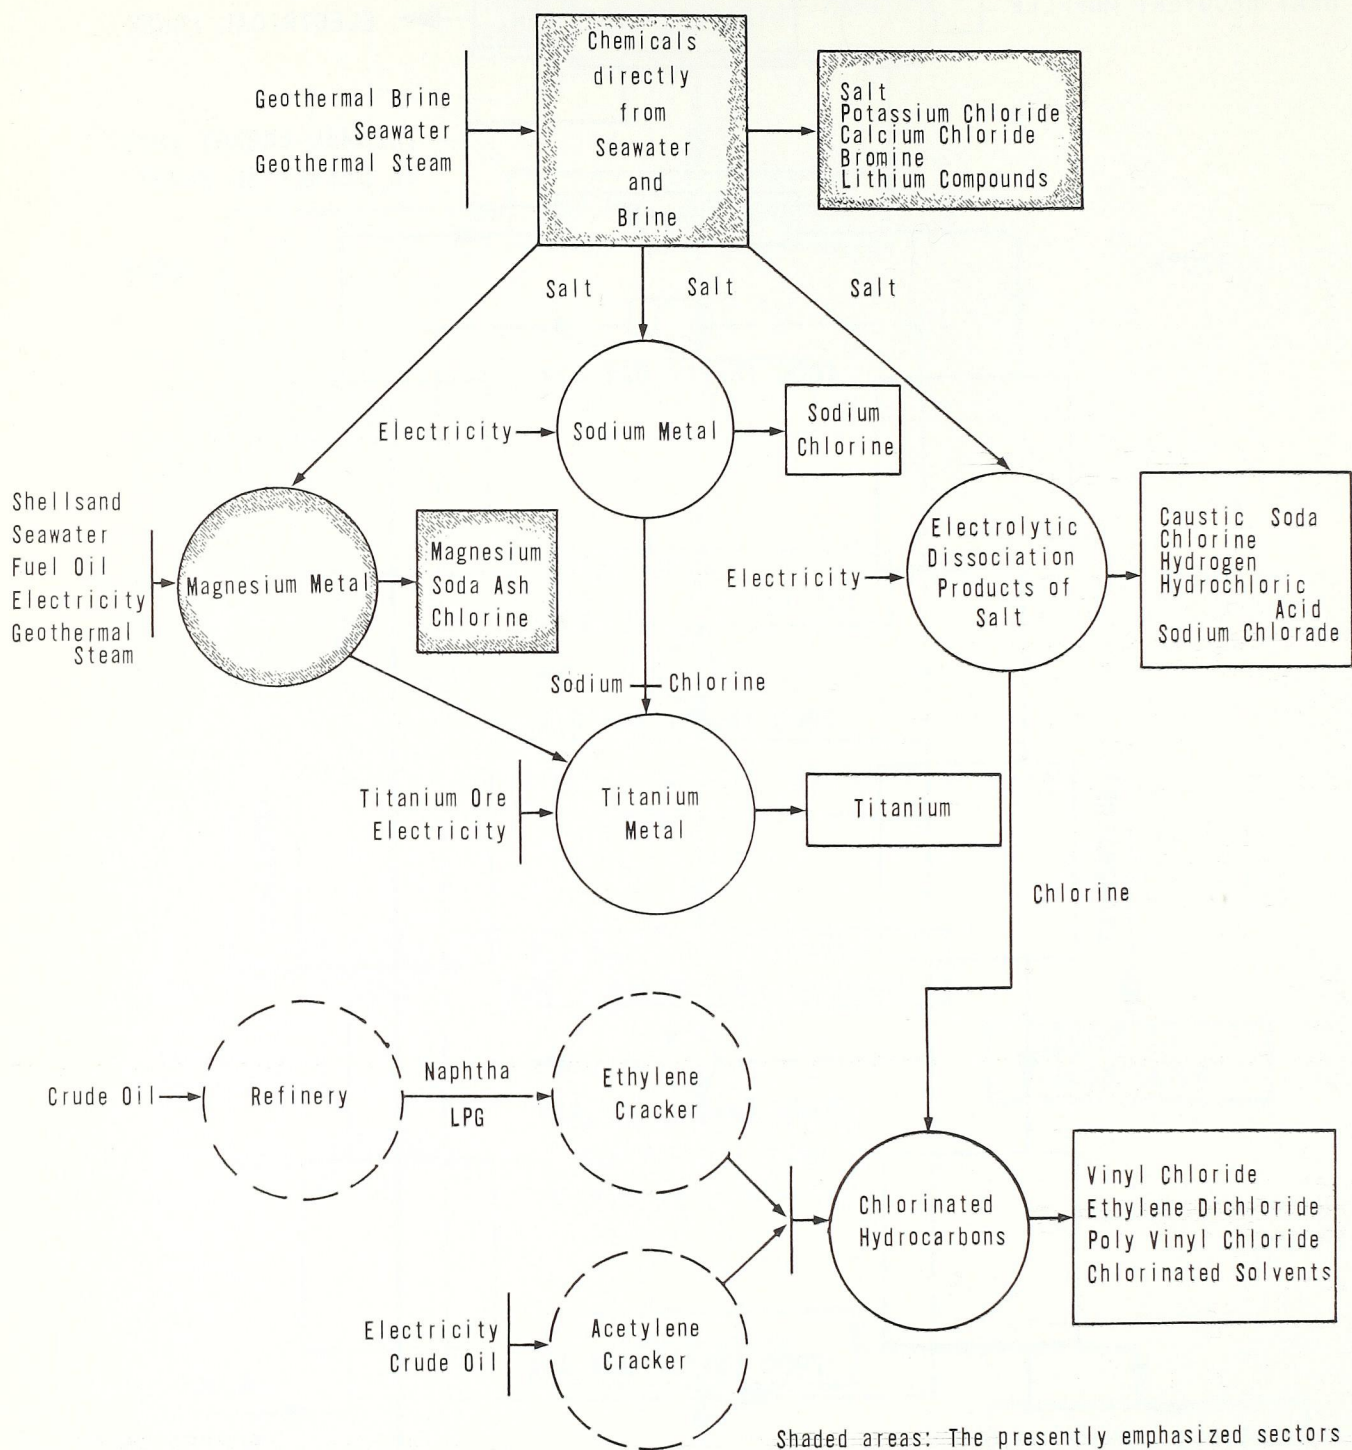 Chemicals
directly
from
Seawater
and
Brine
Geothermal Brine
Seawater
Geothermal Steam
Salt
Potassium Chloride
Calcium Chloride
Bromine
Lithium Compounds
Salt
Salt
Salt
Electricity
Sodium Metal
Sodium
Chlorine
Shellsand
Seawater
Fuel Oil
Electricity
Geothermal
Steam
Magnesium Metal
Magnesium
Soda Ash
Chlorine
Electricity
Electrolytic
Dissociation
Products of
Salt
Caustic Soda
Chlorine
Hydrogen
Hydrochloric
Acid
Sodium Chlorade
Sodium
Chlorine
Titanium Ore
Electricity
Titanium
Metal
Titanium
Chlorine
Crude Oil
Refinery
Naphtha
LPG
Ethylene
Cracker
Electricity
Crude Oil
Acetylene
Cracker
Chlorinated
Hydrocarbons
Vinyl Chloride
Ethylene Dichloride
Poly Vinyl Chloride
Chlorinated Solvents
Shaded areas: The presently emphasized sectors